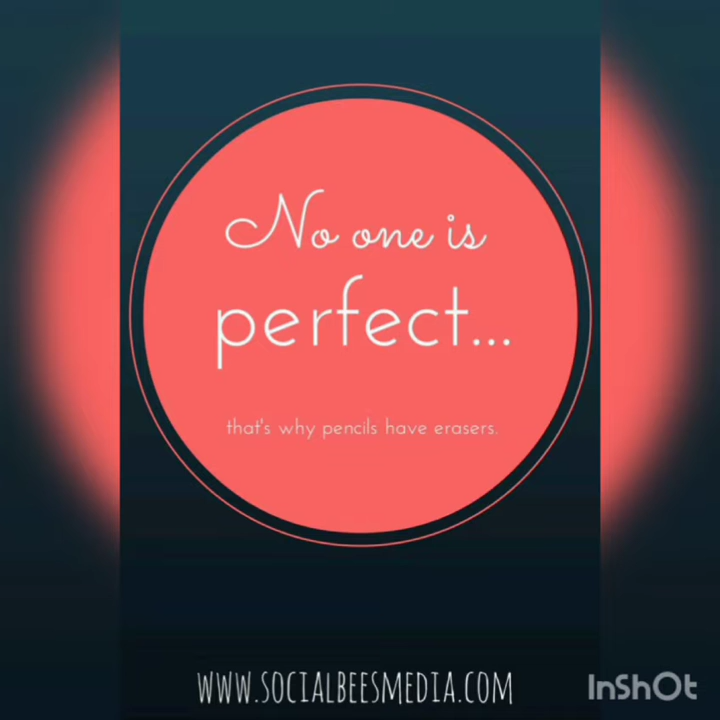 No one is
perfect...
that's why pencils have erasers.
WWW.SOCIALBEESMEDIA.COM
InShOt